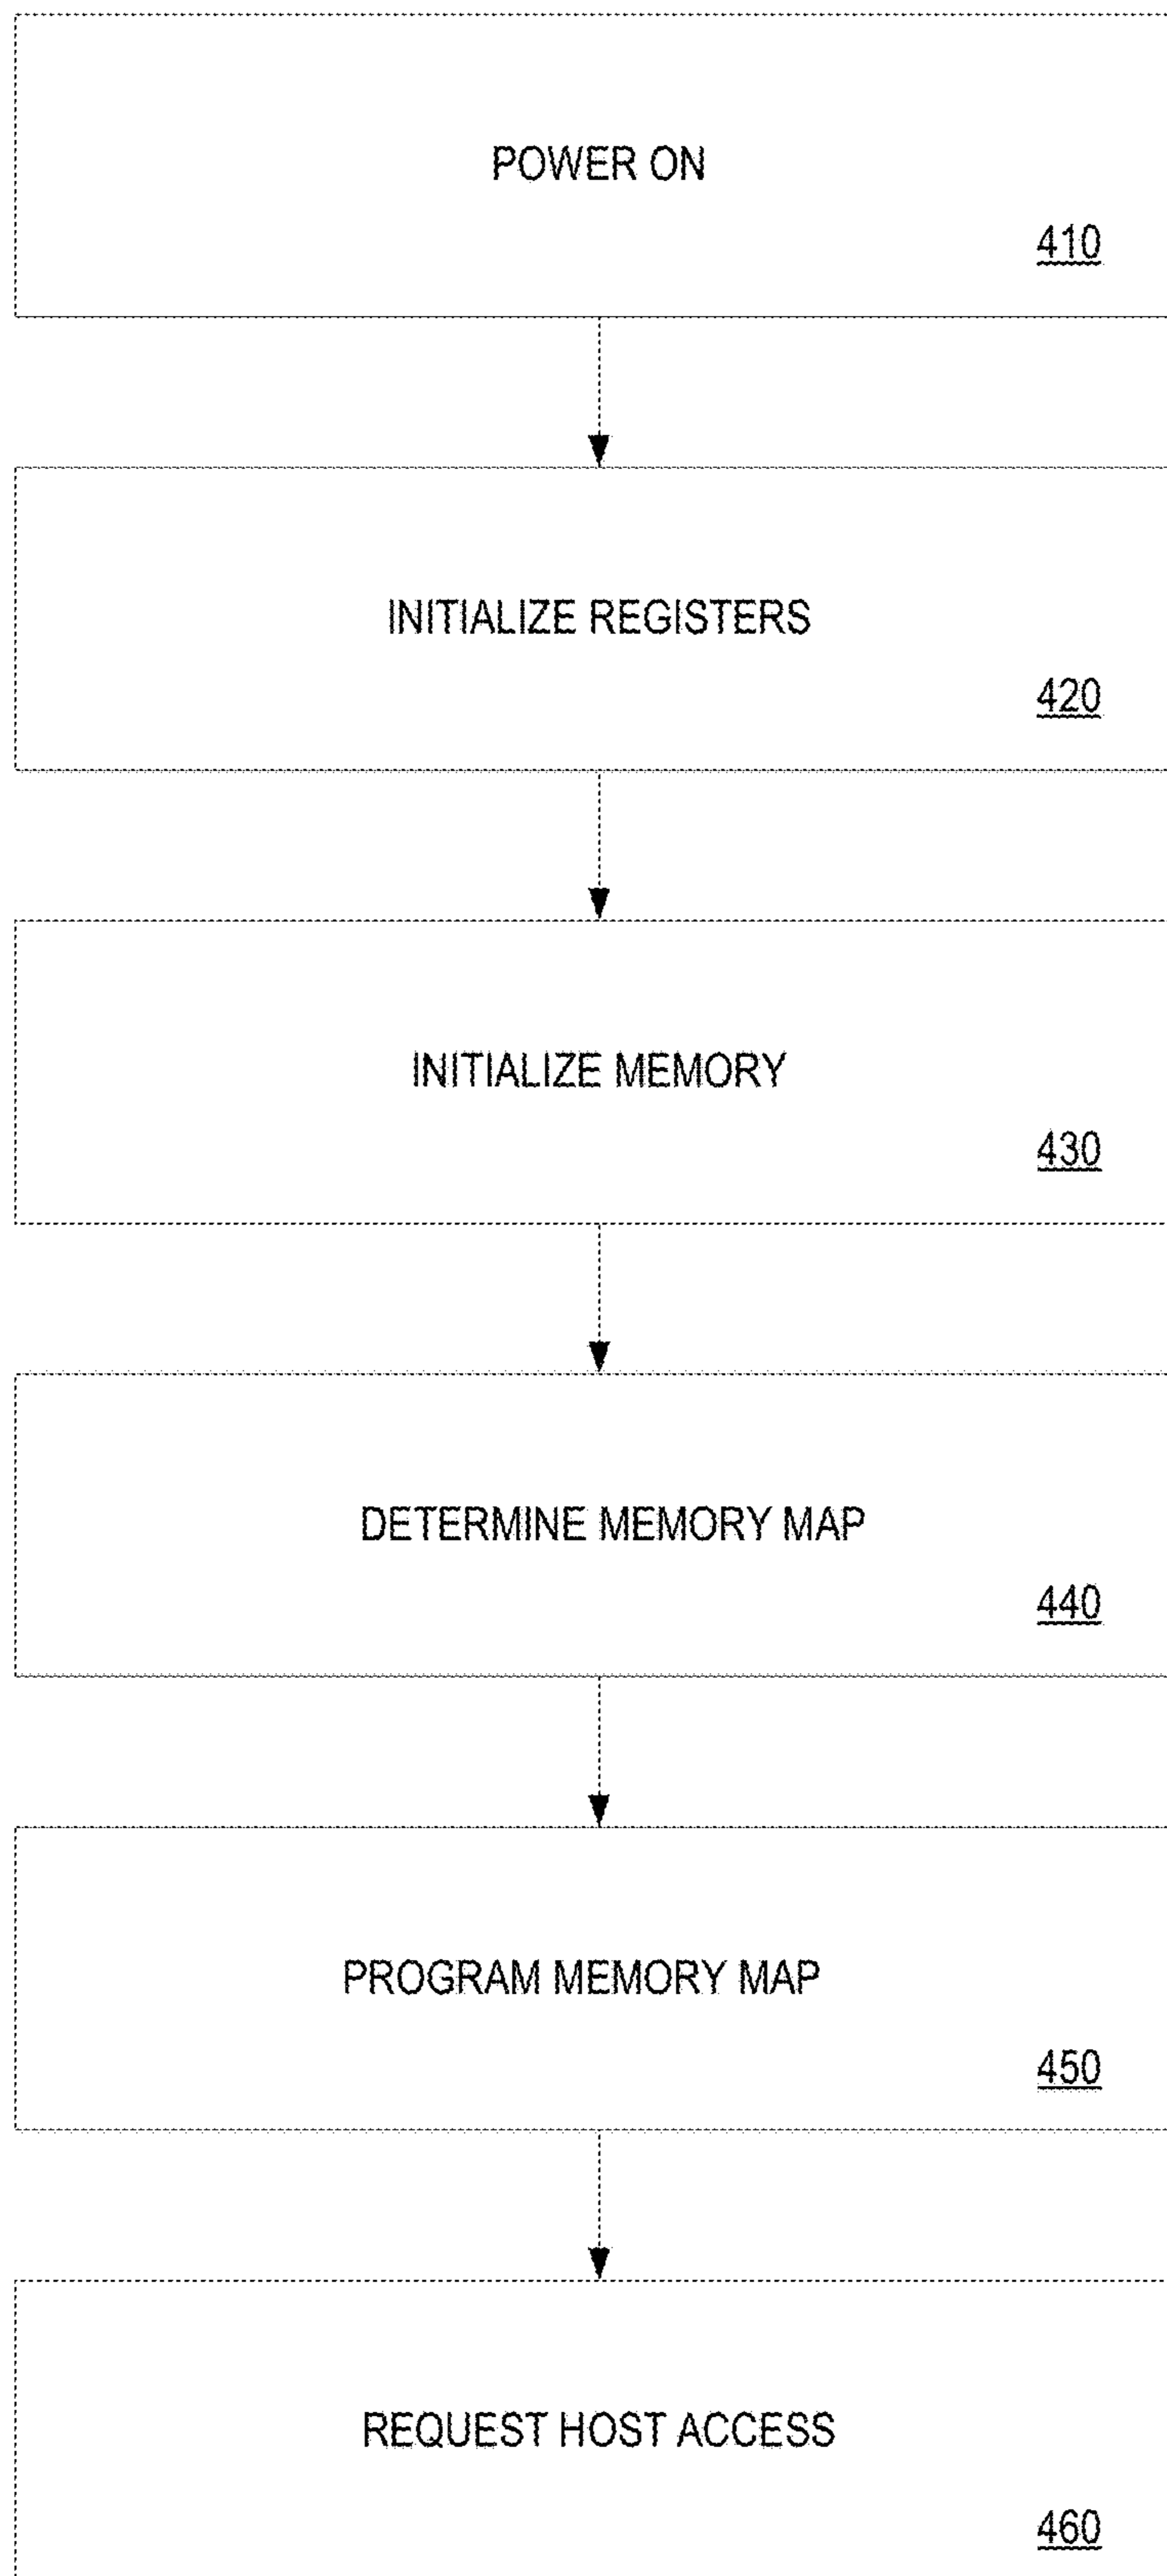 POWER ON
410
INITIALIZE REGISTERS
420
INITIALIZE MEMORY
430
DETERMINE MEMORY MAP
440
PROGRAM MEMORY MAP
450
REQUEST HOST ACCESS
460